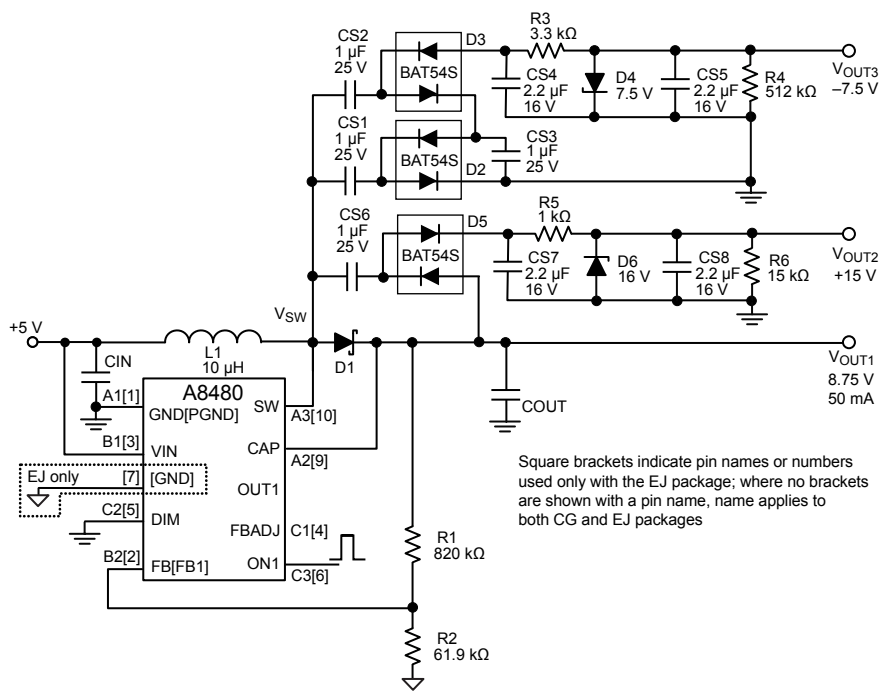 CS2
1 µF
25 V
D3
BAT54S
R3
3.3 kΩ
CS4
2.2 µF
16 V
D4
7.5 V
CS5
2.2 µF
16 V
R4
512 kΩ
VOUT3
–7.5 V
CS1
1 µF
25 V
BAT54S
D2
CS3
1 µF
25 V
CS6
1 µF
25 V
D5
BAT54S
R5
1 kΩ
CS7
2.2 µF
16 V
D6
16 V
CS8
2.2 µF
16 V
R6
15 kΩ
VOUT2
+15 V
+5 V
VSW
L1
10 µH
D1
VOUT1
8.75 V
50 mA
CIN
COUT
A8480
A1[1]
GND[PGND]
SW
A3[10]
B1[3]
VIN
CAP
A2[9]
EJ only
[7]
[GND]
OUT1
C2[5]
DIM
FBADJ
C1[4]
B2[2]
FB[FB1]
ON1
C3[6]
R1
820 kΩ
R2
61.9 kΩ
Square brackets indicate pin names or numbers
used only with the EJ package; where no brackets
are shown with a pin name, name applies to
both CG and EJ packages